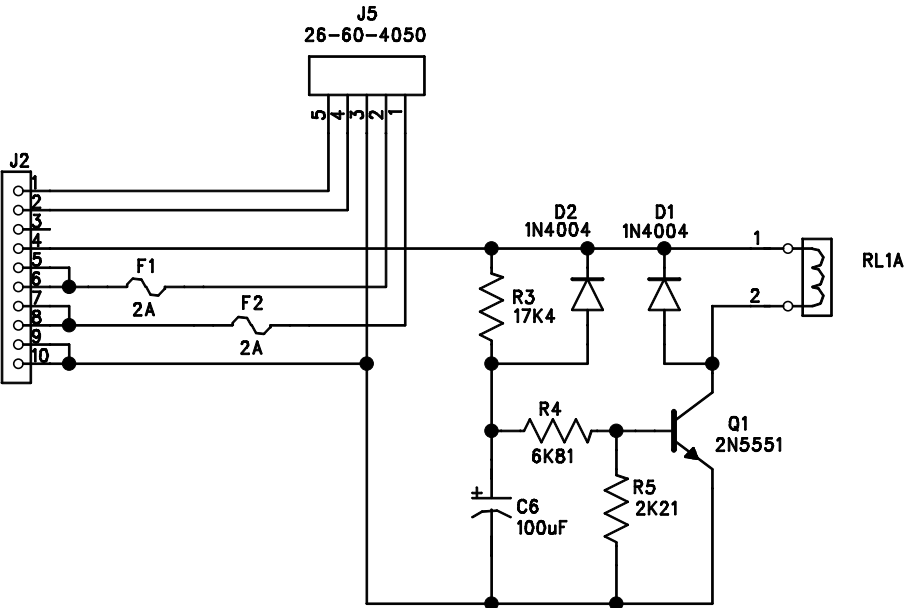 J5
26-60-4050
5 4 3 2 1
J2
1
2
3
4
5
6
7
8
9
10
F1
2A
F2
2A
D2
1N4004
D1
1N4004
1
2
RL1A
R3
17K4
R4
6K81
Q1
2N5551
R5
2K21
+
C6
100uF